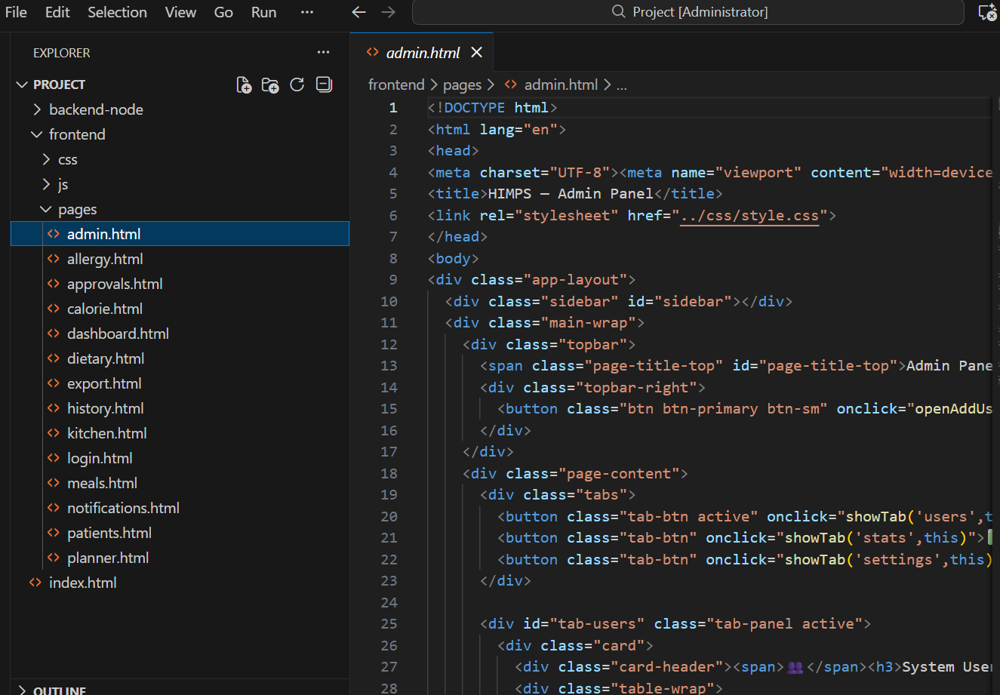 File Edit Selection View Go Run ··· Project [Administrator]
EXPLORER ···
PROJECT
backend-node
frontend
css
js
pages
admin.html
allergy.html
approvals.html
calorie.html
dashboard.html
dietary.html
export.html
history.html
kitchen.html
login.html
meals.html
notifications.html
patients.html
planner.html
index.html
OUTLINE
admin.html
frontend > pages > admin.html > ...
1 <!DOCTYPE html>
2 <html lang="en">
3 <head>
4 <meta charset="UTF-8"><meta name="viewport" content="width=device
5 <title>HIMPS — Admin Panel</title>
6 <link rel="stylesheet" href="../css/style.css">
7 </head>
8 <body>
9 <div class="app-layout">
10 <div class="sidebar" id="sidebar"></div>
11 <div class="main-wrap">
12 <div class="topbar">
13 <span class="page-title-top" id="page-title-top">Admin Pane
14 <div class="topbar-right">
15 <button class="btn btn-primary btn-sm" onclick="openAddUs
16 </div>
17 </div>
18 <div class="page-content">
19 <div class="tabs">
20 <button class="tab-btn active" onclick="showTab('users',t
21 <button class="tab-btn" onclick="showTab('stats',this)">
22 <button class="tab-btn" onclick="showTab('settings',this)
23 </div>
24
25 <div id="tab-users" class="tab-panel active">
26 <div class="card">
27 <div class="card-header"><span>👥</span><h3>System User
28 <div class="table-wrap">